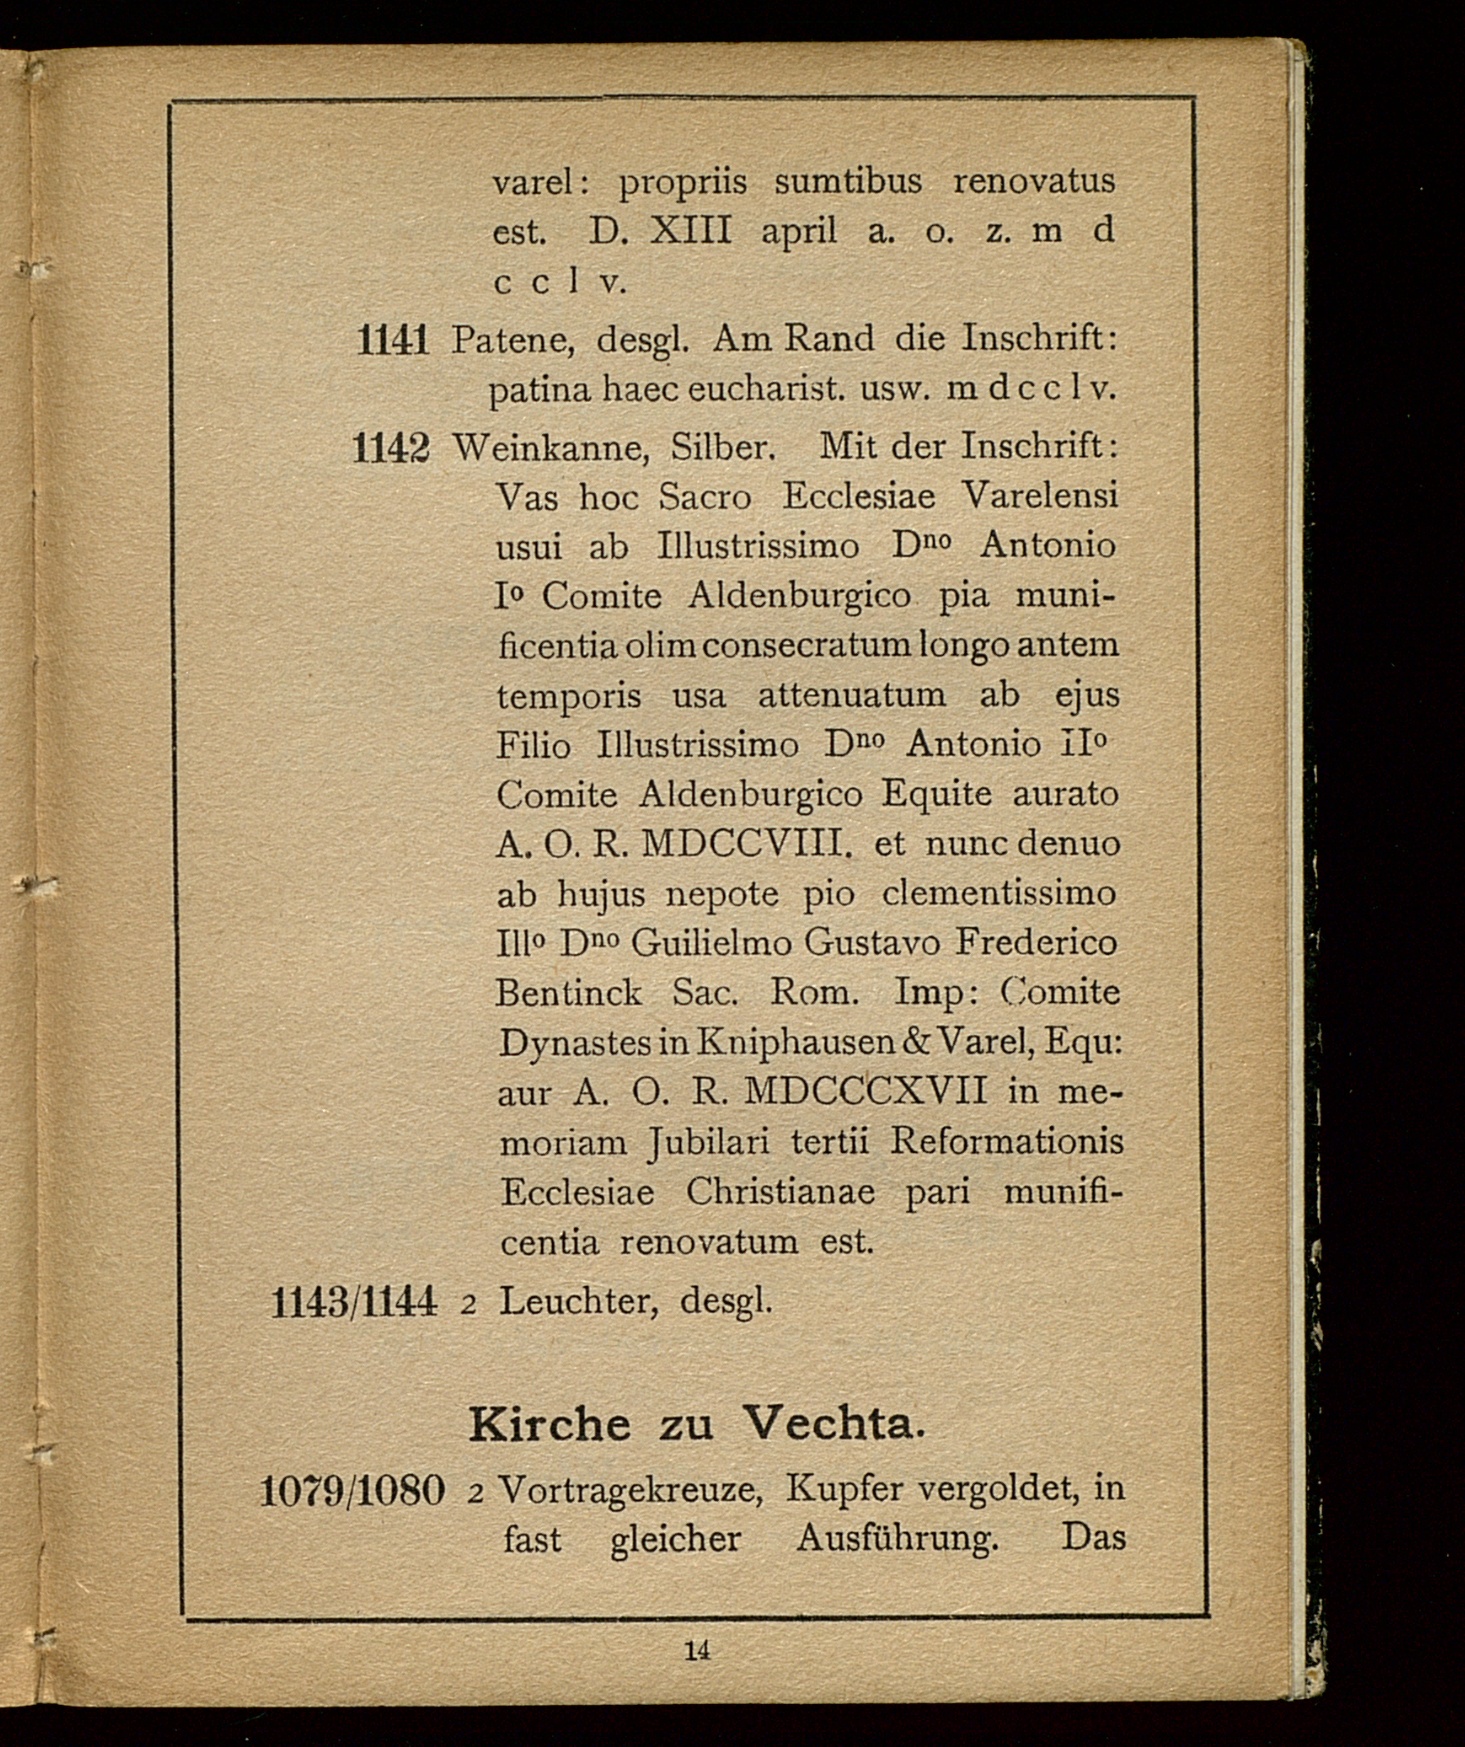 varel: propriis sumtibus renovatus
est. D. XIII april a. o. z. m d
c c l v.
1141 Patene, desgl. Am Rand die Inschrift:
patina haec eucharist. usw. m d c c l v.
1142 Weinkanne, Silber. Mit der Inschrift:
Vas hoc Sacro Ecclesiae Varelensi
usui ab Illustrissimo Dⁿᵒ Antonio
Iᵒ Comite Aldenburgico pia muni-
ficentia olim consecratum longo antem
temporis usa attenuatum ab ejus
Filio Illustrissimo Dⁿᵒ Antonio IIᵒ
Comite Aldenburgico Equite aurato
A. O. R. MDCCVIII. et nunc denuo
ab hujus nepote pio clementissimo
Illᵒ Dⁿᵒ Guilielmo Gustavo Frederico
Bentinck Sac. Rom. Imp: Comite
Dynastes in Kniphausen & Varel, Equ:
aur A. O. R. MDCCCXVII in me-
moriam Jubilari tertii Reformationis
Ecclesiae Christianae pari munifi-
centia renovatum est.
1143/1144 2 Leuchter, desgl.
Kirche zu Vechta.
1079/1080 2 Vortragekreuze, Kupfer vergoldet, in
fast gleicher Ausführung. Das
14